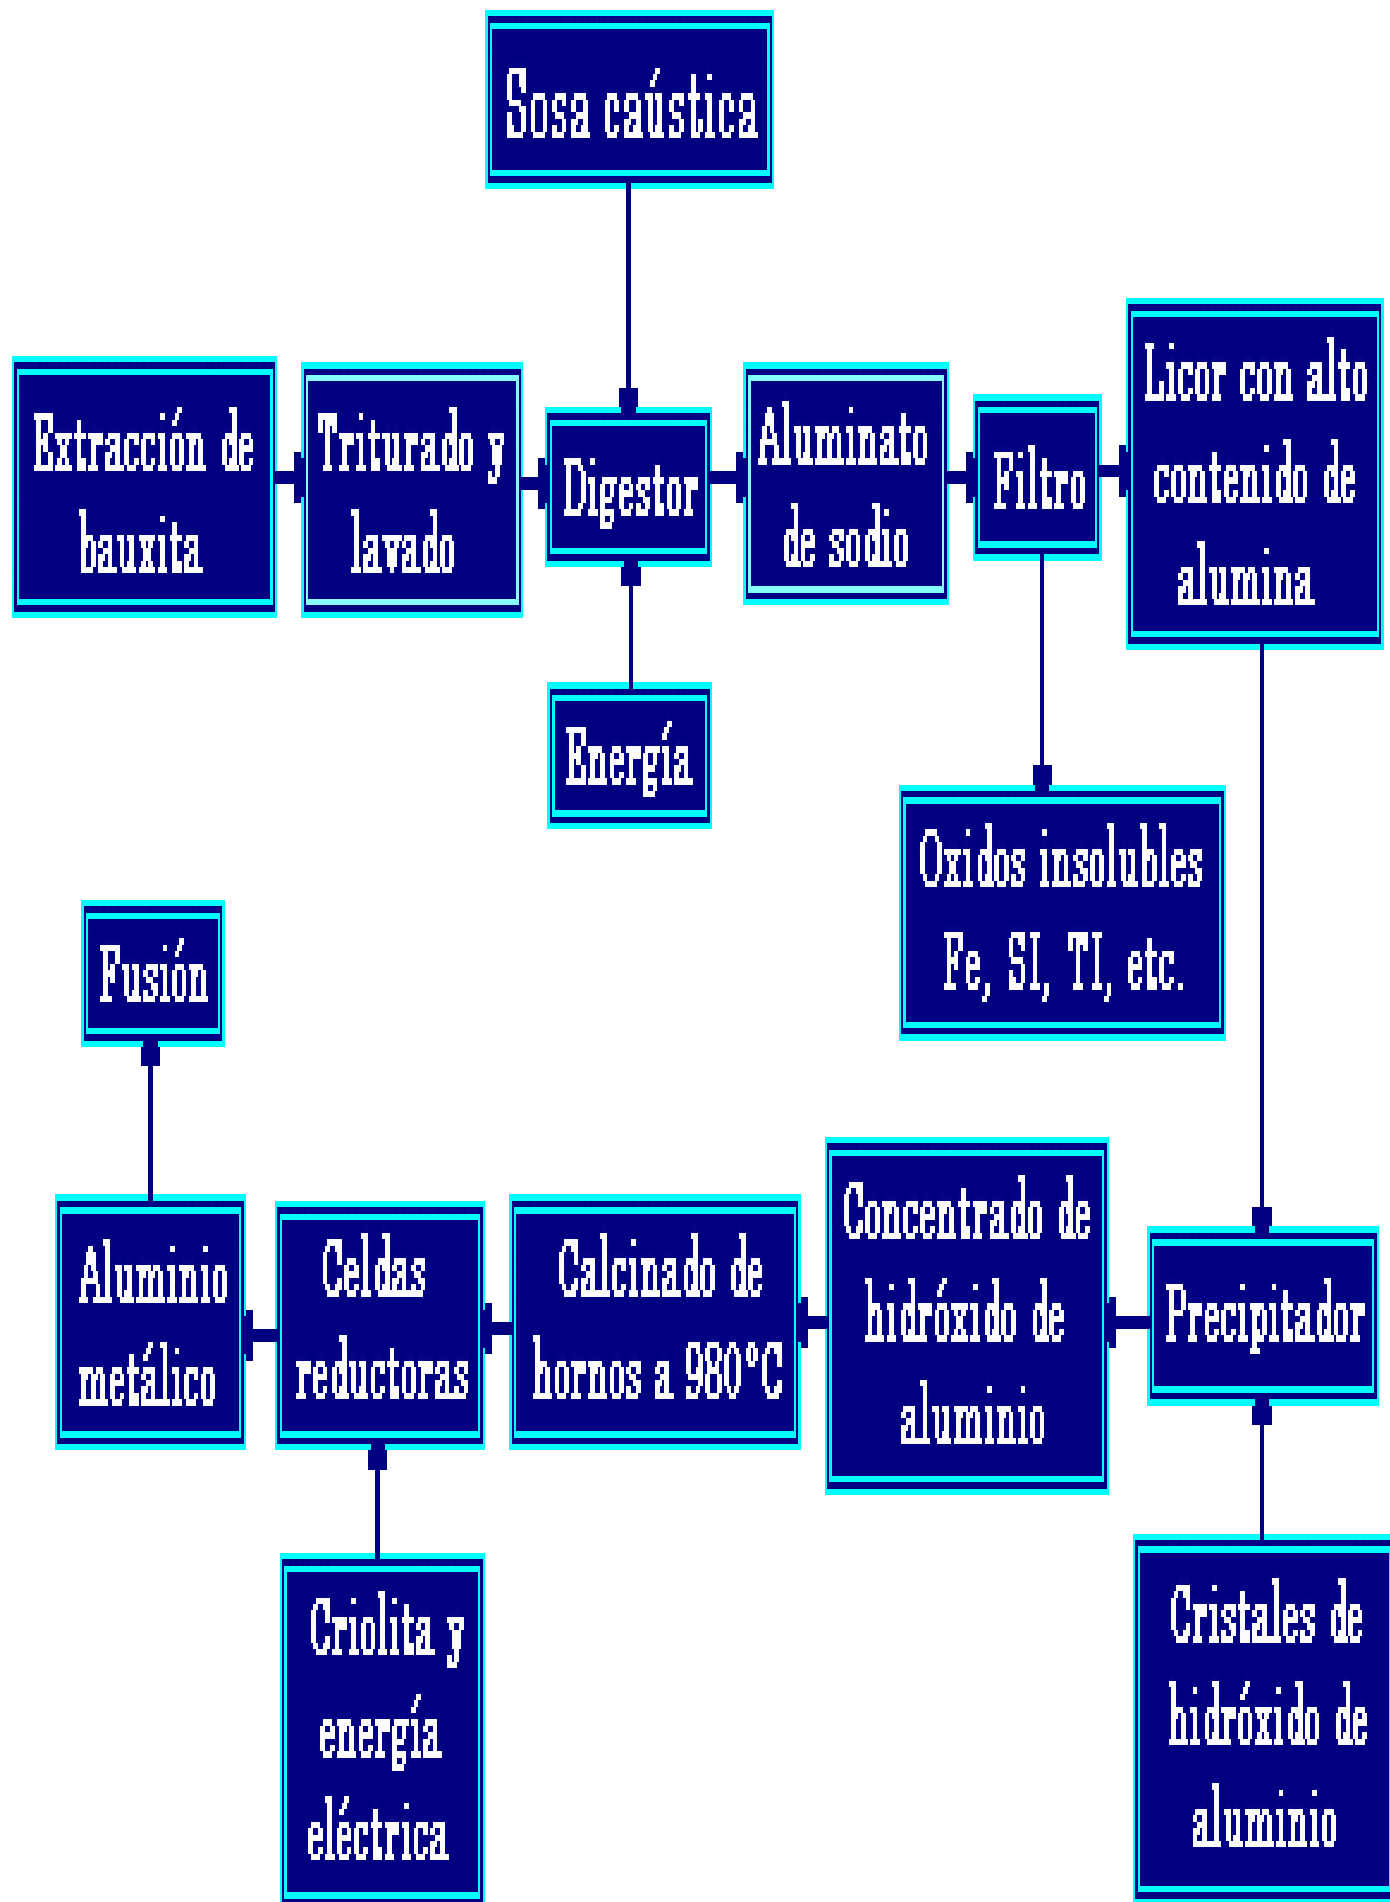 Sosa caústica
Extracción de
bauxita
Triturado y
lavado
Digestor
Aluminato
de sodio
Filtro
Licor con alto
contenido de
alumina
Energía
Oxidos insolubles
Fe, SI, TI, etc.
Fusión
Aluminio
metálico
Celdas
reductoras
Calcinado de
hornos a 980°C
Concentrado de
hidróxido de
aluminio
Precipitador
Criolita y
energía
eléctrica
Cristales de
hidróxido de
aluminio